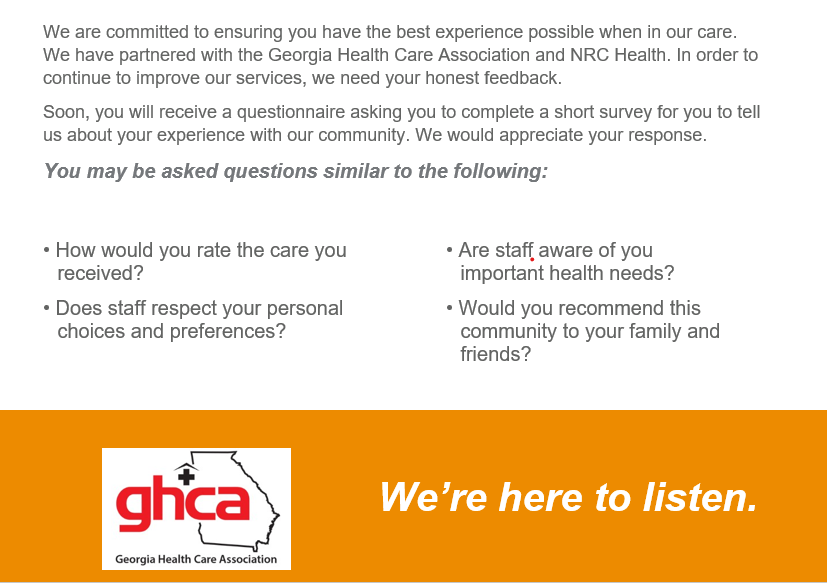 We are committed to ensuring you have the best experience possible when in our care.
We have partnered with the Georgia Health Care Association and NRC Health. In order to
continue to improve our services, we need your honest feedback.
Soon, you will receive a questionnaire asking you to complete a short survey for you to tell
us about your experience with our community. We would appreciate your response.
You may be asked questions similar to the following:
• How would you rate the care you
received?
• Does staff respect your personal
choices and preferences?
• Are staff aware of you
important health needs?
• Would you recommend this
community to your family and
friends?
ghca
Georgia Health Care Association
We're here to listen.